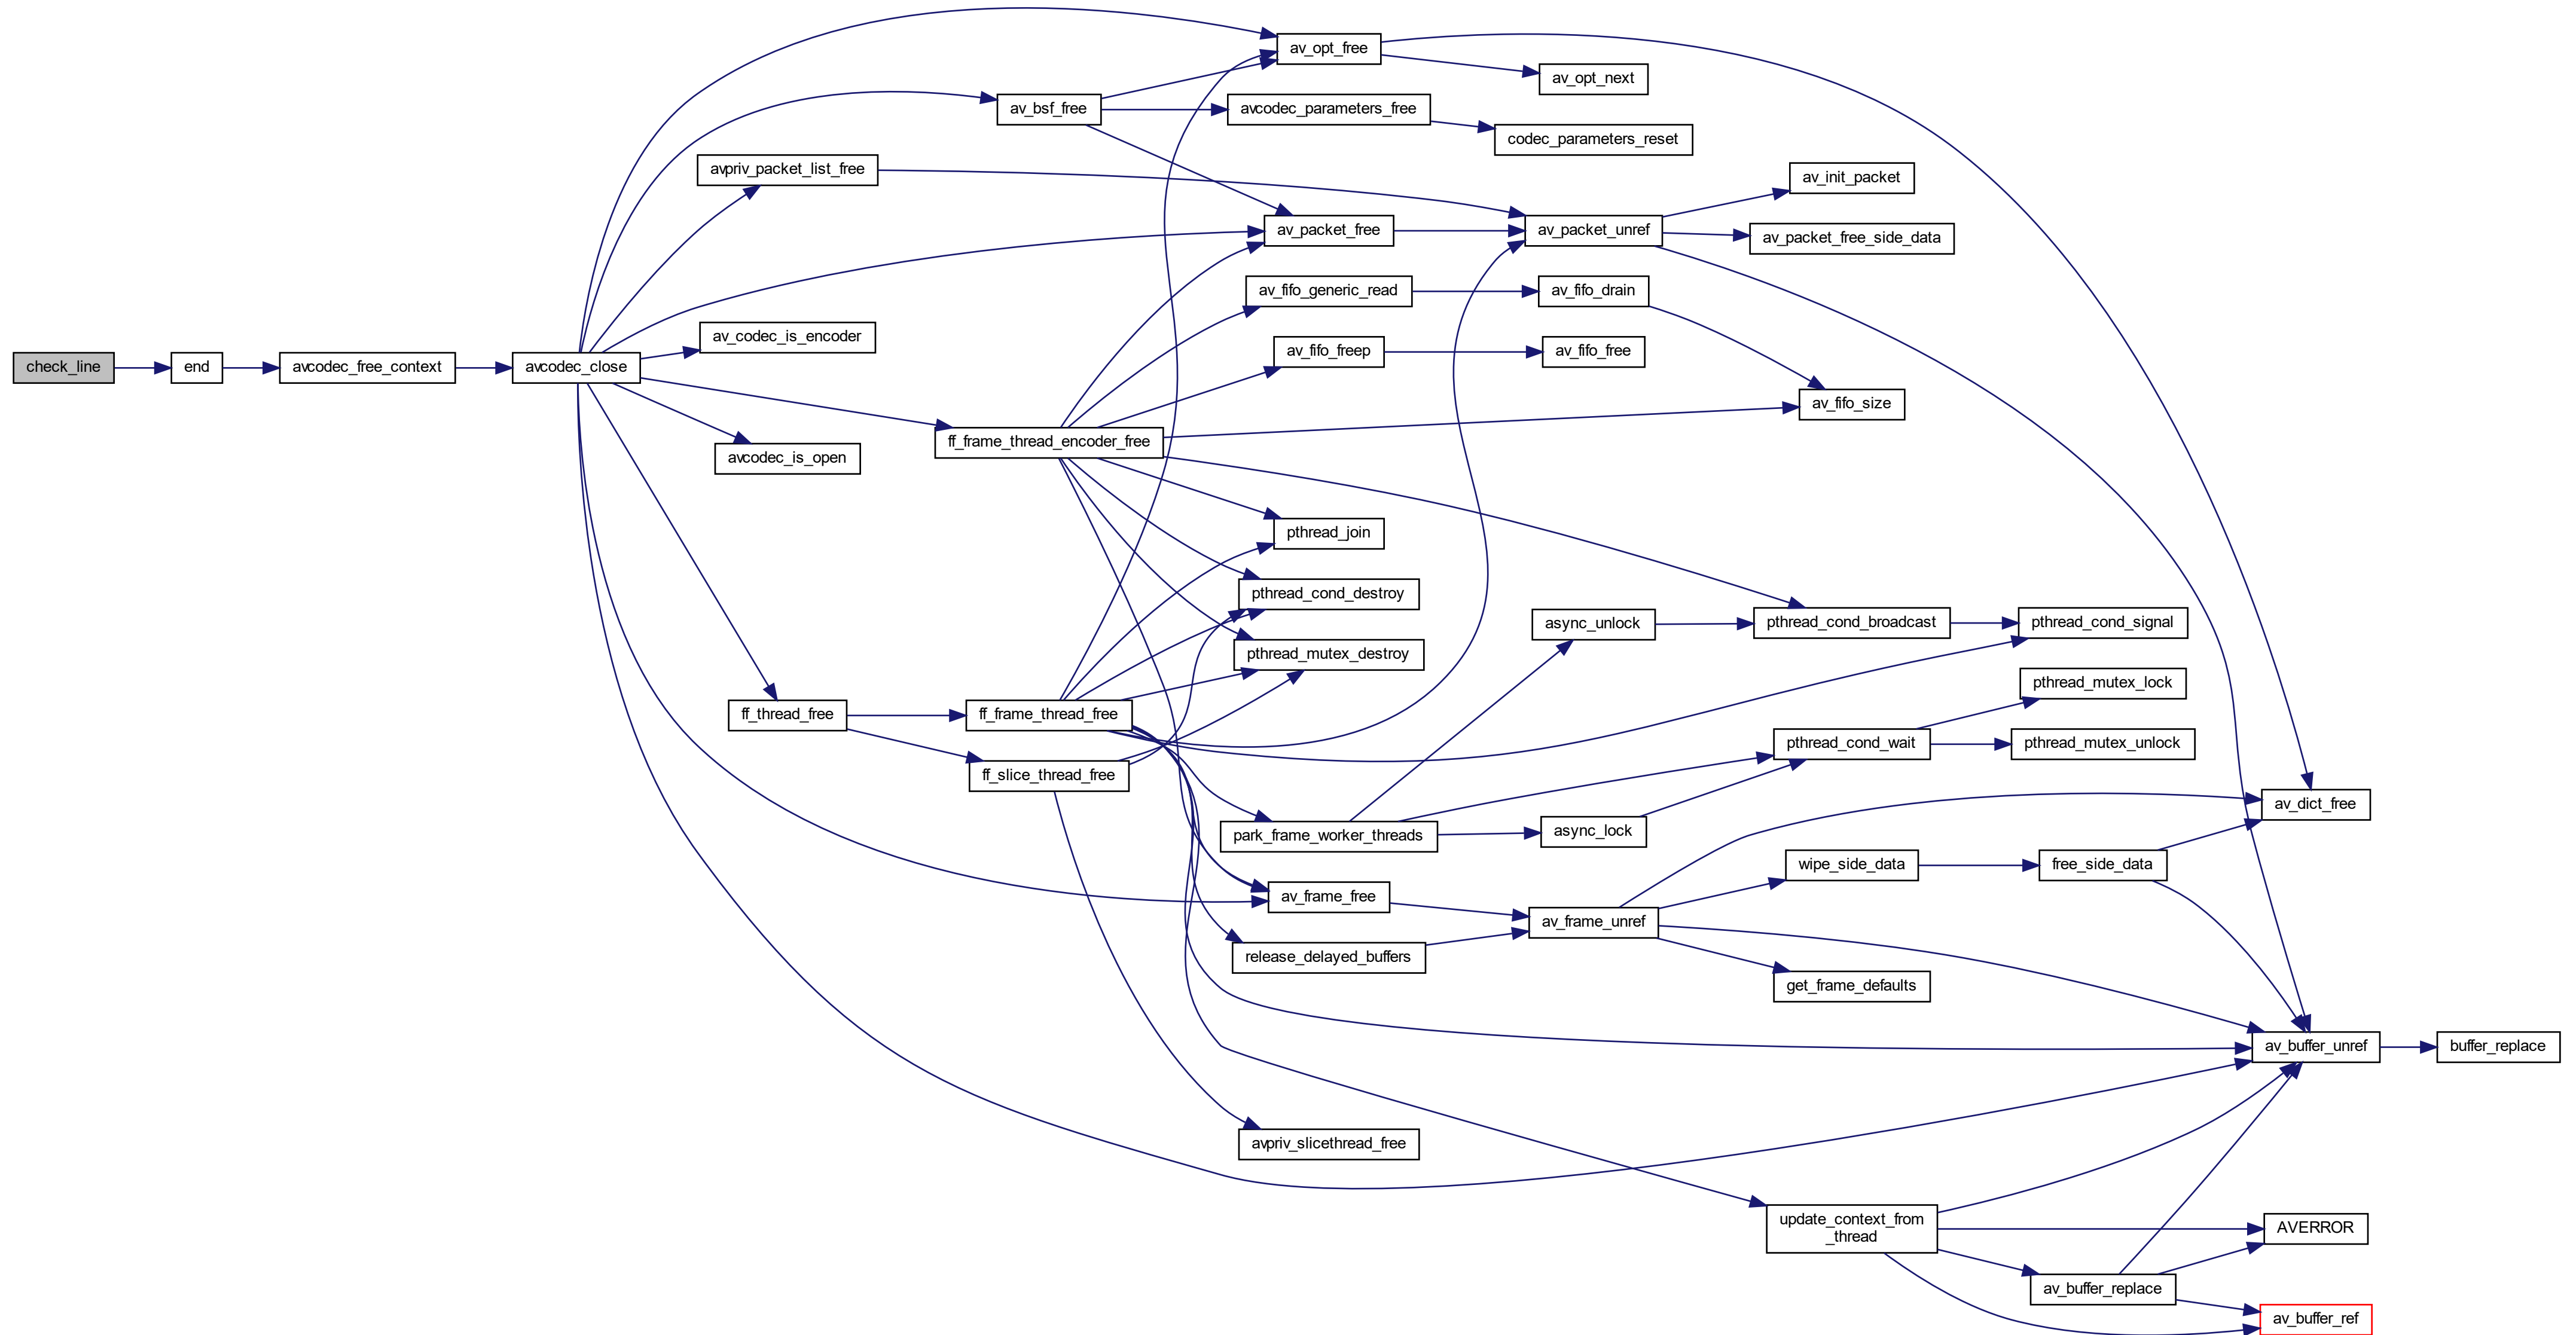 av_opt_free
av_opt_next
av_bsf_free
avcodec_parameters_free
codec_parameters_reset
avpriv_packet_list_free
av_init_packet
av_packet_free
av_packet_unref
av_packet_free_side_data
av_fifo_generic_read
av_fifo_drain
av_codec_is_encoder
av_fifo_freep
av_fifo_free
check_line
end
avcodec_free_context
avcodec_close
av_fifo_size
ff_frame_thread_encoder_free
avcodec_is_open
pthread_join
pthread_cond_destroy
async_unlock
pthread_cond_broadcast
pthread_cond_signal
pthread_mutex_destroy
pthread_mutex_lock
ff_thread_free
ff_frame_thread_free
pthread_cond_wait
pthread_mutex_unlock
ff_slice_thread_free
av_dict_free
park_frame_worker_threads
async_lock
wipe_side_data
free_side_data
av_frame_free
av_frame_unref
release_delayed_buffers
get_frame_defaults
av_buffer_unref
buffer_replace
avpriv_slicethread_free
update_context_from
_thread
AVERROR
av_buffer_replace
av_buffer_ref